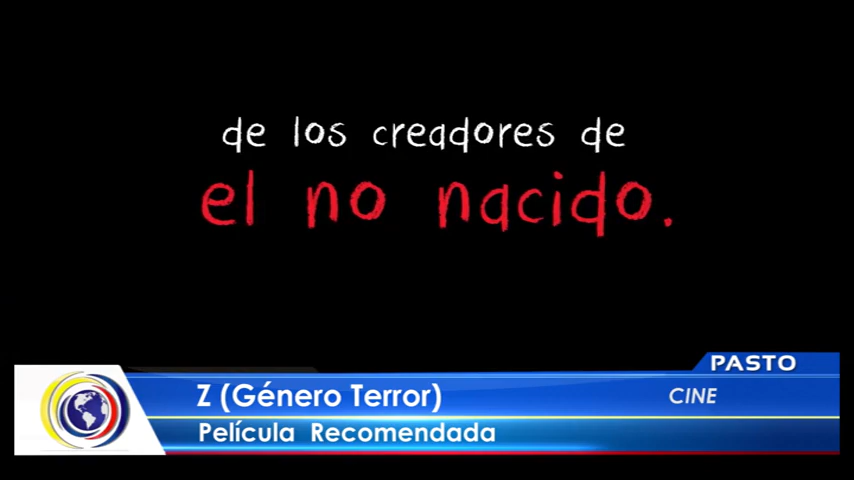 de los creadores de
el no nacido.
PASTO
Z (Género Terror)
CINE
Película Recomendada